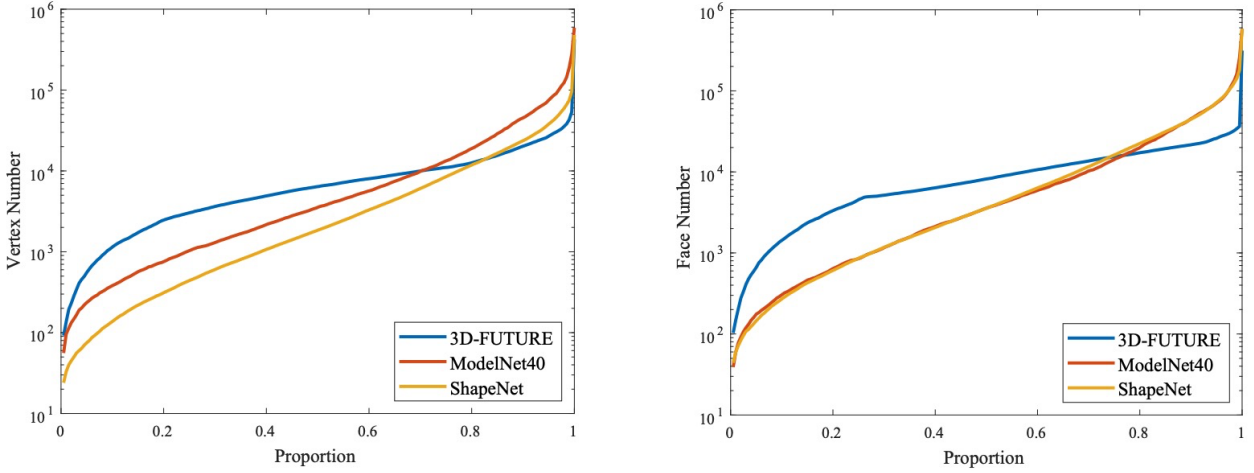 10^6
10^5
10^4
10^3
10^2
10^1
Vertex Number
0
0.2
0.4
0.6
0.8
1
Proportion
3D-FUTURE
ModelNet40
ShapeNet
10^6
10^5
10^4
10^3
10^2
10^1
Face Number
0
0.2
0.4
0.6
0.8
1
Proportion
3D-FUTURE
ModelNet40
ShapeNet